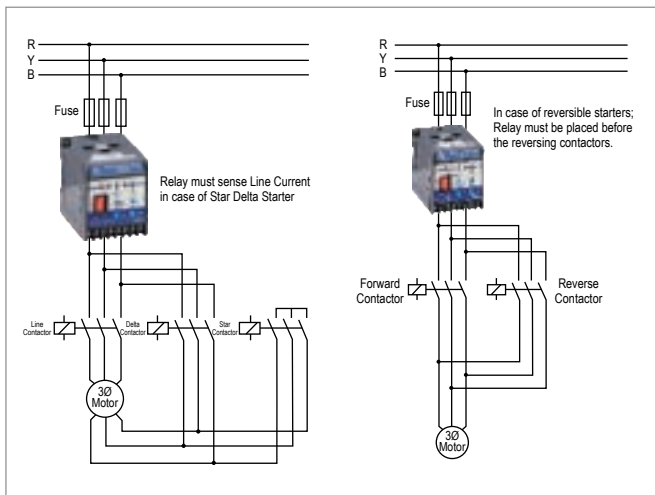 R
Y
B
Fuse
Relay must sense Line Current
in case of Star Delta Starter
Line
Contactor
Delta
Contactor
Star
Contactor
3Ø
Motor
R
Y
B
Fuse
In case of reversible starters;
Relay must be placed before
the reversing contactors.
Forward
Contactor
Reverse
Contactor
3Ø
Motor